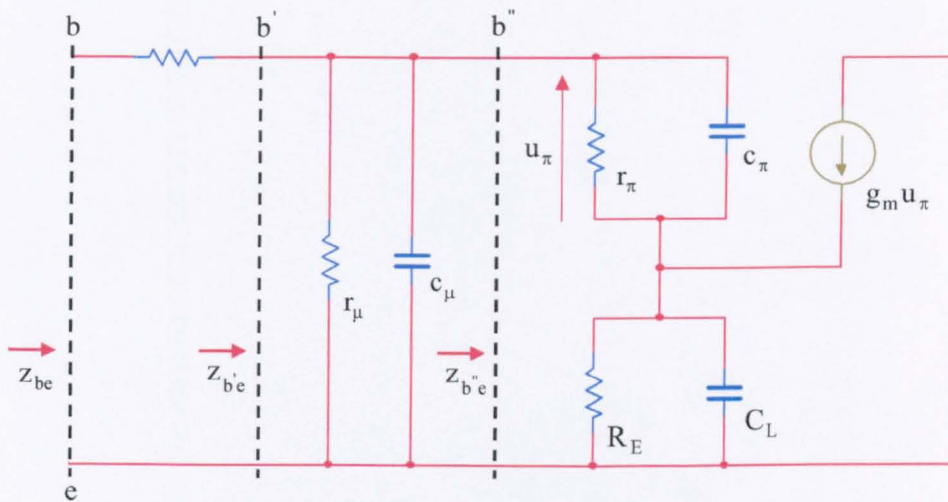 b
b'
b"
u_π
r_π
c_π
g_m u_π
r_μ
c_μ
z_be
z_b'e
z_b"e
R_E
C_L
e